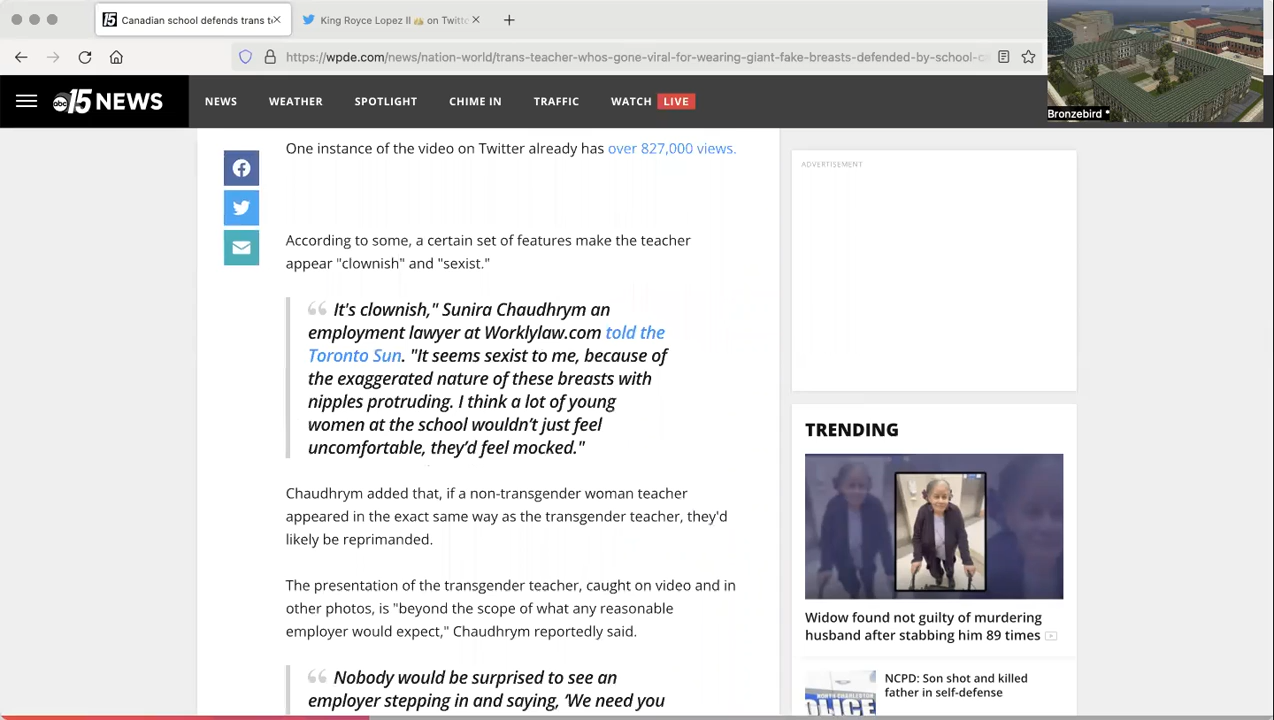 Canadian school defends trans t
King Royce Lopez II on Twitt
https://wpde.com/news/nation-world/trans-teacher-whos-gone-viral-for-wearing-giant-fake-breasts-defended-by-school-
Bronzebird *
abc 15 NEWS
NEWS
WEATHER
SPOTLIGHT
CHIME IN
TRAFFIC
WATCH LIVE
One instance of the video on Twitter already has over 827,000 views.
According to some, a certain set of features make the teacher
appear "clownish" and "sexist."
It's clownish," Sunira Chaudhrym an
employment lawyer at Worklylaw.com told the
Toronto Sun. "It seems sexist to me, because of
the exaggerated nature of these breasts with
nipples protruding. I think a lot of young
women at the school wouldn't just feel
uncomfortable, they'd feel mocked."
Chaudhrym added that, if a non-transgender woman teacher
appeared in the exact same way as the transgender teacher, they'd
likely be reprimanded.
The presentation of the transgender teacher, caught on video and in
other photos, is "beyond the scope of what any reasonable
employer would expect," Chaudhrym reportedly said.
Nobody would be surprised to see an
employer stepping in and saying, ‘We need you
ADVERTISEMENT
TRENDING
Widow found not guilty of murdering
husband after stabbing him 89 times
NCPD: Son shot and killed
father in self-defense